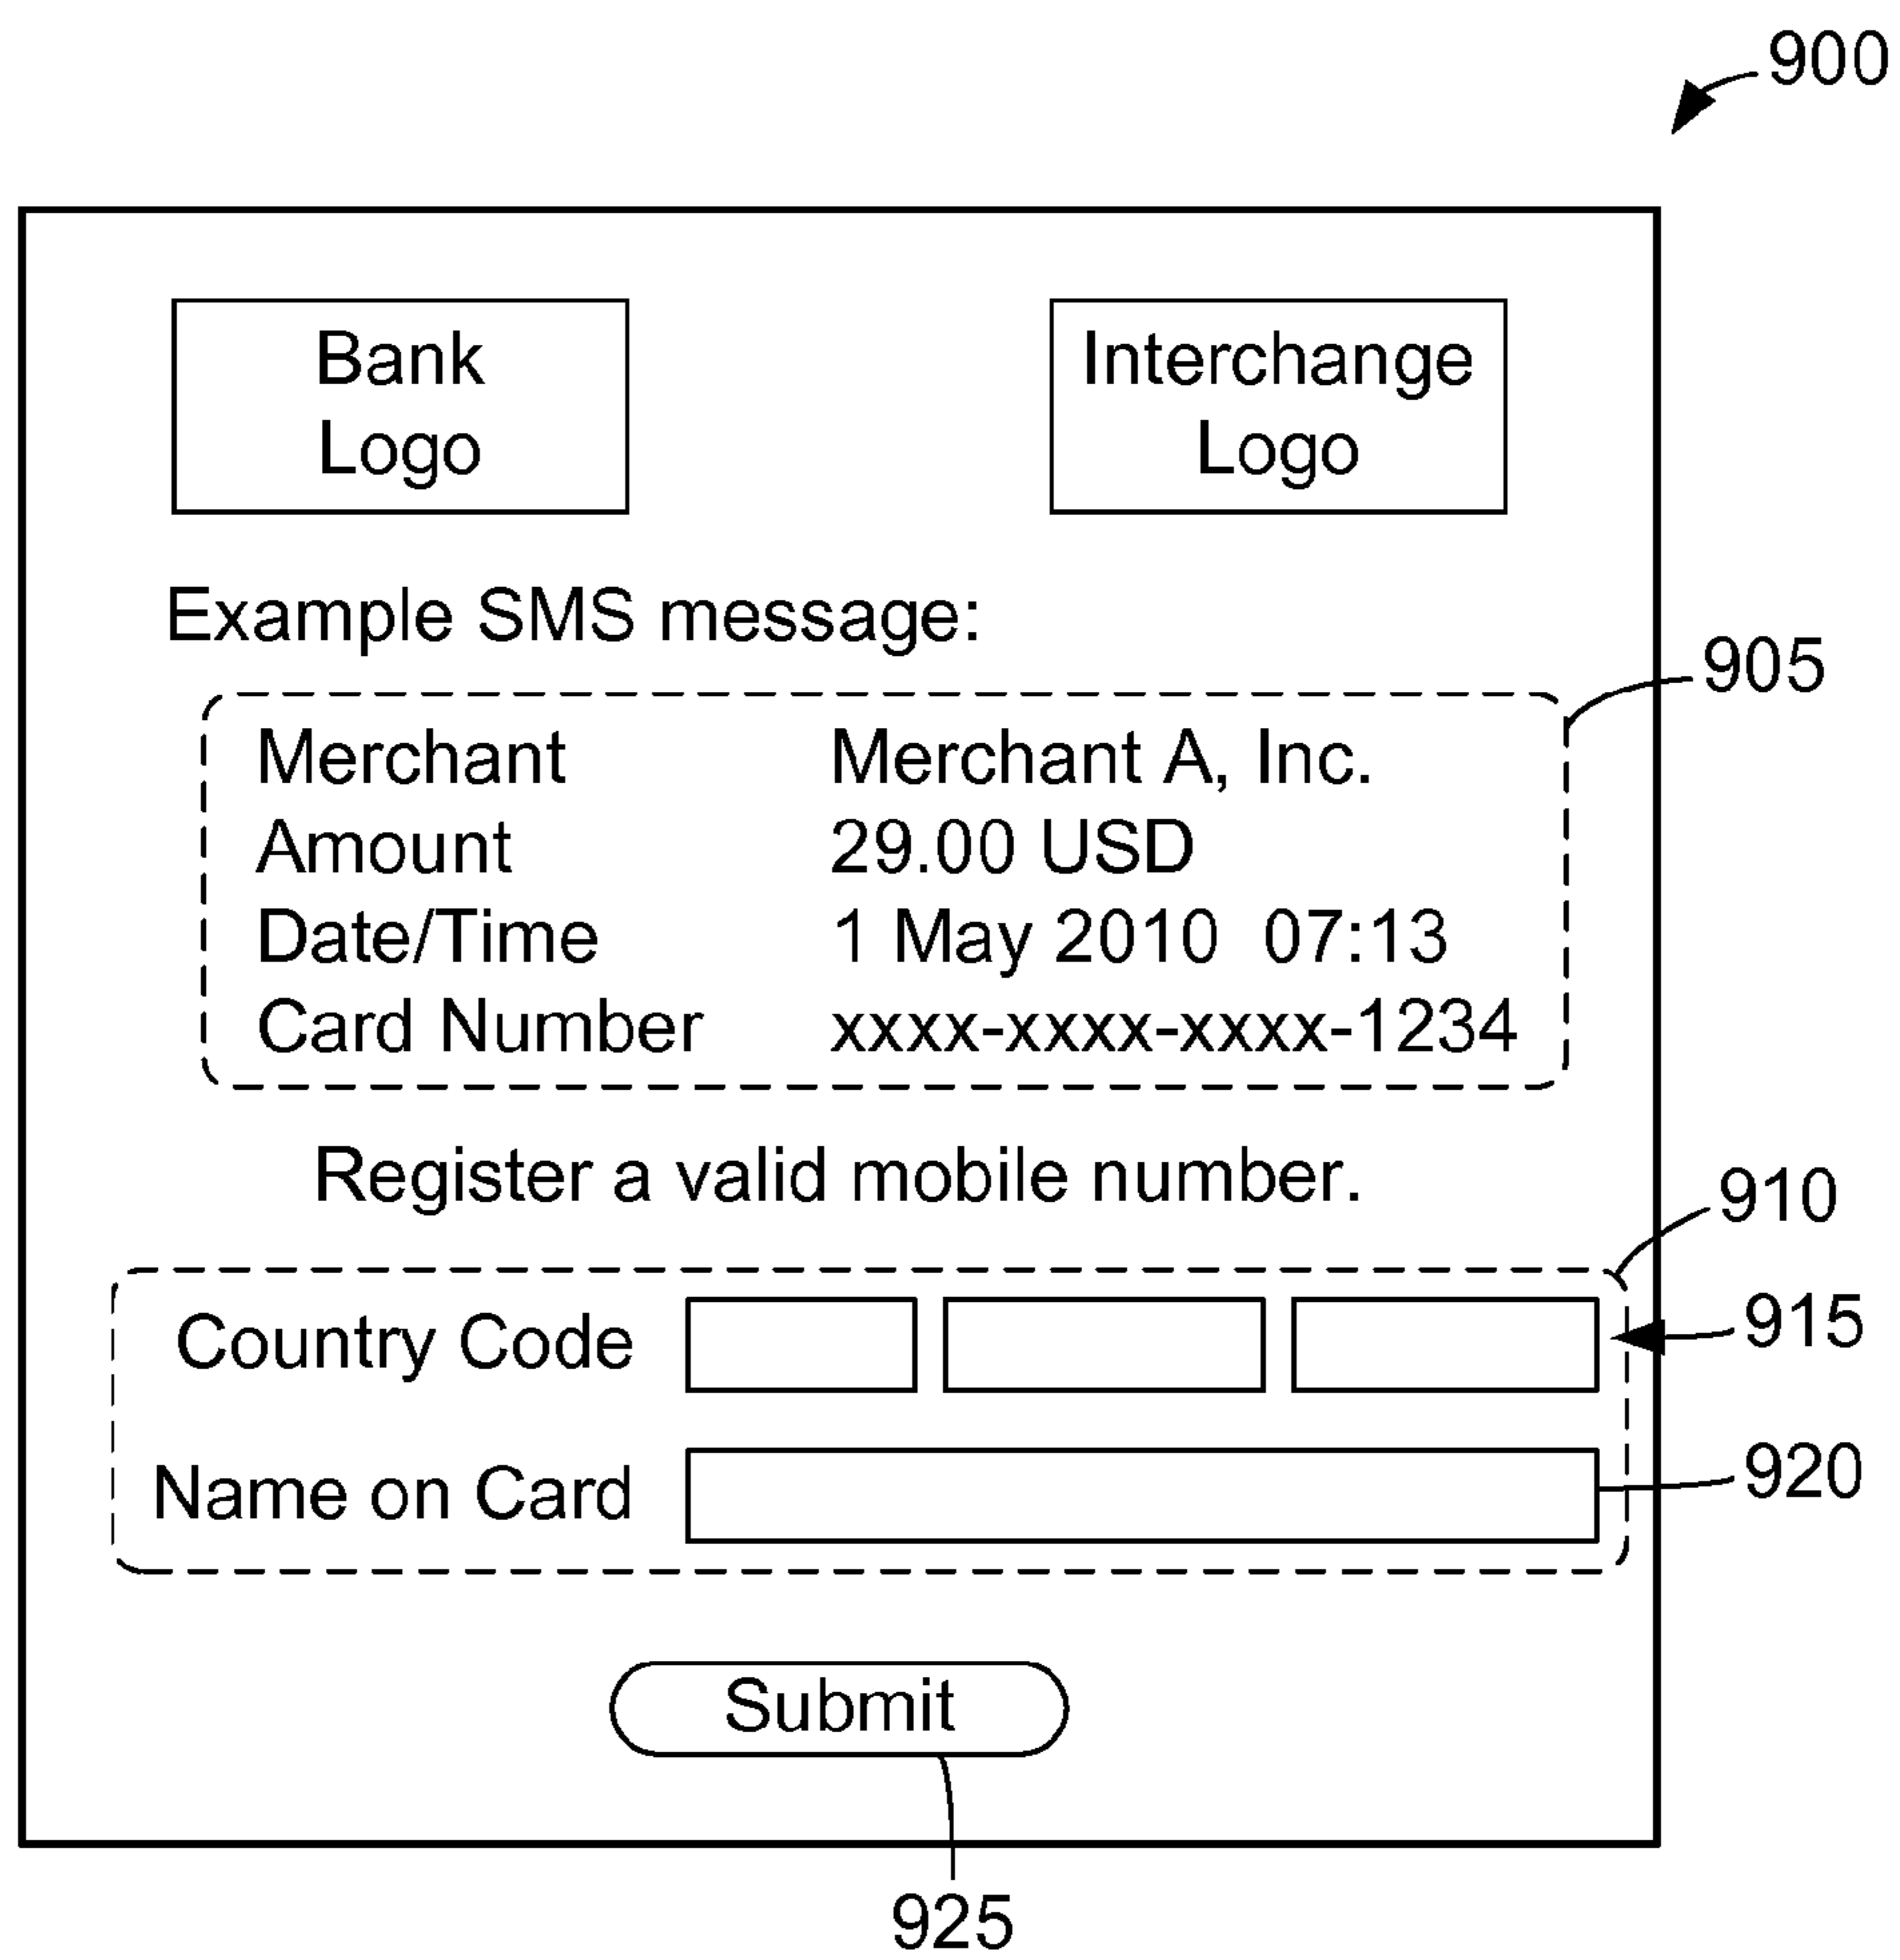 900
Bank
Logo
Interchange
Logo
Example SMS message:
905
Merchant Merchant A, Inc.
Amount 29.00 USD
Date/Time 1 May 2010 07:13
Card Number xxxx-xxxx-xxxx-1234
Register a valid mobile number.
910
Country Code
915
Name on Card
920
Submit
925